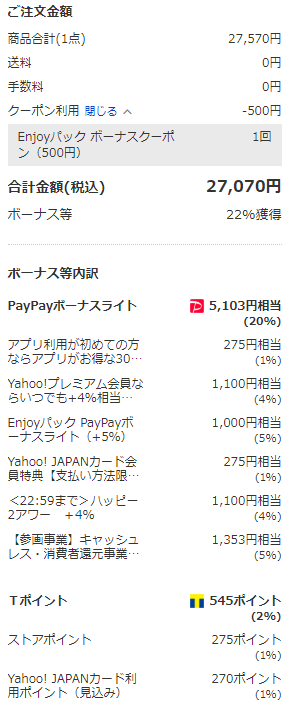 ご注文金額
商品合計(1点) 27,570円
送料 0円
手数料 0円
クーポン利用 閉じる -500円
Enjoyパック ボーナスクーポ 1回
ン（500円）
合計金額(税込) 27,070円
ボーナス等 22%獲得
ボーナス等内訳
PayPayボーナスライト 5,103円相当
(20%)
アプリ利用が初めての方 275円相当
ならアプリがお得な30… (1%)
Yahoo!プレミアム会員な 1,100円相当
らいつでも+4%相当… (4%)
Enjoyパック PayPayボ 1,000円相当
ーナスライト（+5%） (5%)
Yahoo! JAPANカード会 275円相当
員特典【支払い方法限… (1%)
＜22:59まで＞ハッピー 1,100円相当
2アワー　＋4% (4%)
【参画事業】キャッシュ 1,353円相当
レス・消費者還元事業… (5%)
Ｔポイント T 545ポイント
(2%)
ストアポイント 275ポイント
(1%)
Yahoo! JAPANカード利 270ポイント
用ポイント（見込み） (1%)